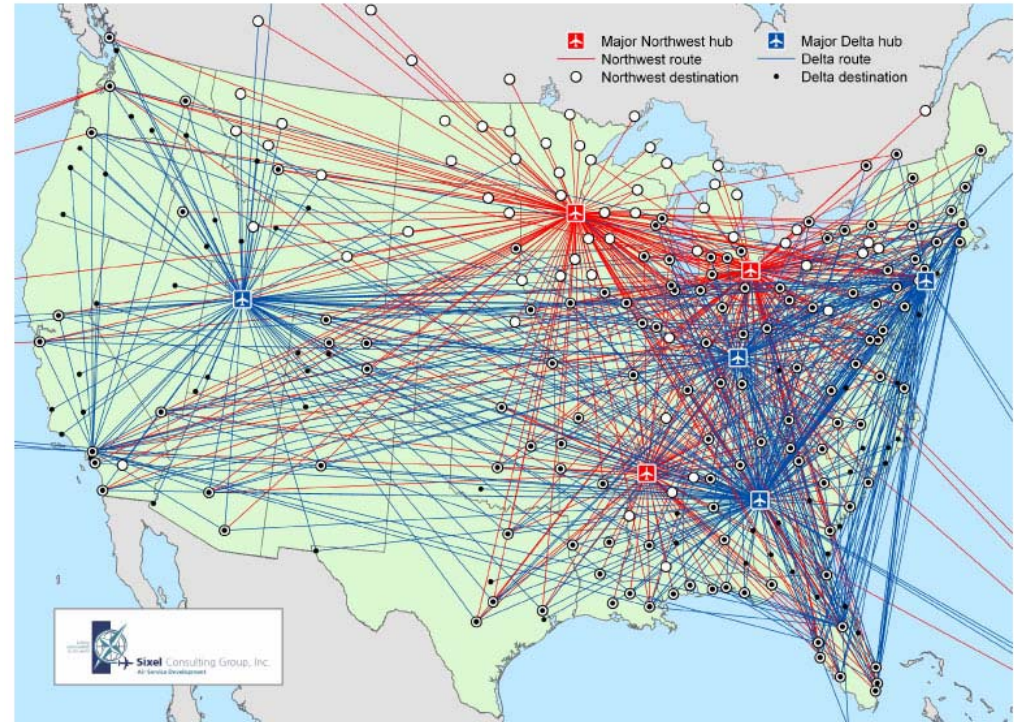 Major Northwest hub
Northwest route
Northwest destination
Major Delta hub
Delta route
Delta destination
Sixel Consulting Group, Inc.
Air Service Development